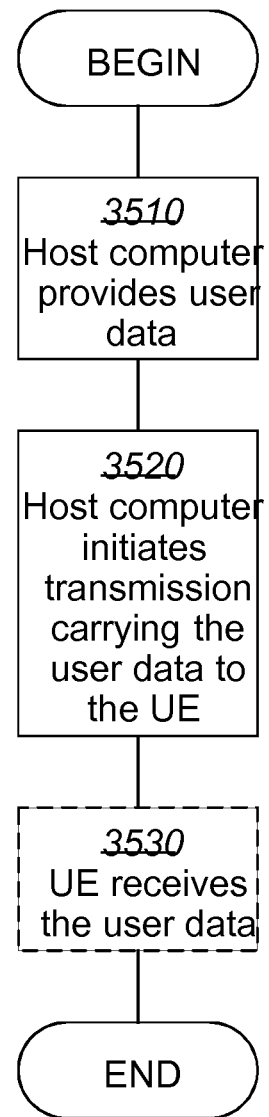 BEGIN
3510
Host computer
provides user
data
3520
Host computer
initiates
transmission
carrying the
user data to
the UE
3530
UE receives
the user data
END